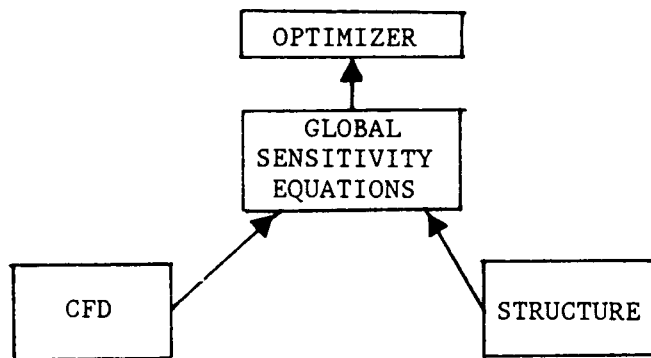 OPTIMIZER
GLOBAL
SENSITIVITY
EQUATIONS
CFD
STRUCTURE